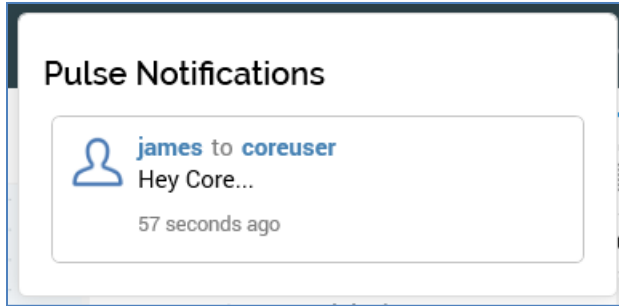 Pulse Notifications
james to coreuser
Hey Core...
57 seconds ago